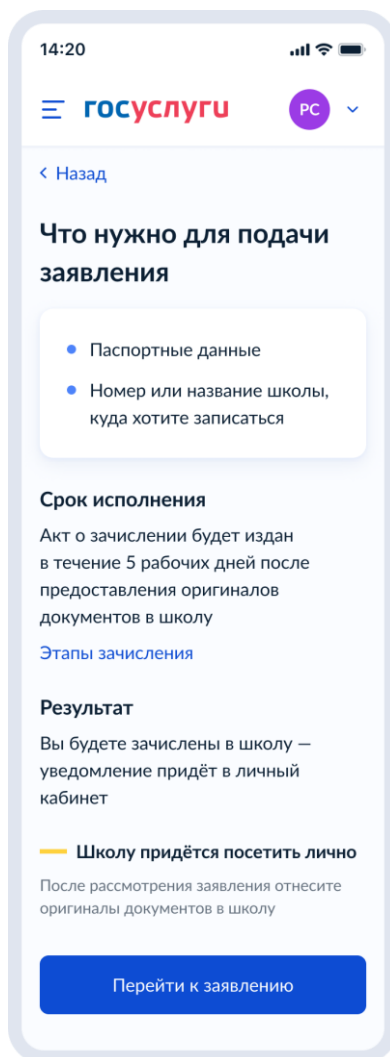 14:20
госуслуги
РС
Назад
Что нужно для подачи
заявления
Паспортные данные
Номер или название школы,
куда хотите записаться
Срок исполнения
Акт о зачислении будет издан
в течение 5 рабочих дней после
предоставления оригиналов
документов в школу
Этапы зачисления
Результат
Вы будете зачислены в школу —
уведомление придёт в личный
кабинет
Школу придётся посетить лично
После рассмотрения заявления отнесите
оригиналы документов в школу
Перейти к заявлению